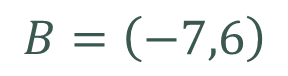 B = (−7,6)